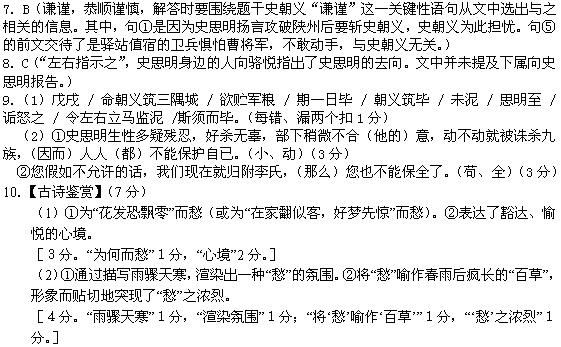 7. B（谦谨，恭顺谨慎，解答时要围绕题干史朝义“谦谨”这一关键性语句从文中选出与之
相关的信息。其中，句①是因为史思明扬言攻破陕州后要斩史朝义，史朝义为此担忧。句⑤
的前文交待了是驿站值宿的卫兵惧怕曹将军，不敢动手，与史朝义无关。）
8. C（“左右指示之”，史思明身边的人向骆悦指出了史思明的去向。文中并未提及下属向史
思明报告。）
9. （1）戊戌 / 命朝义筑三隅城 / 欲贮军粮 / 期一日毕 / 朝义筑毕 / 未泥 / 思明至 /
诟怒之 / 令左右立马监泥 /斯须而毕。（每错、漏两个扣1分）
（2）①史思明生性多疑残忍，好杀无辜，部下稍微不合（他的）意，动不动就被诛杀九
族，（因而）人人（都）不能保护自己。（小、动）（3分）
②您假如不允许的话，我们现在就归附李氏，（那么）您也不能保全了。（苟、全）（3分）
10.【古诗鉴赏】（7分）
（1）①为“花发恐飘零”而愁（或为“在家翻似客，好梦先惊”而愁）。②表达了豁达、愉
悦的心境。
［3分。“为何而愁”1分，“心境”2分。］
（2）①通过描写雨骤天寒，渲染出一种“愁”的氛围。②将“愁”喻作春雨后疯长的“百草”，
形象而贴切地突现了“愁”之浓烈。
［4分。“雨骤天寒”1分，“渲染氛围”1分；“将‘愁’喻作‘百草’”1分，“‘愁’之浓烈”1
分。］